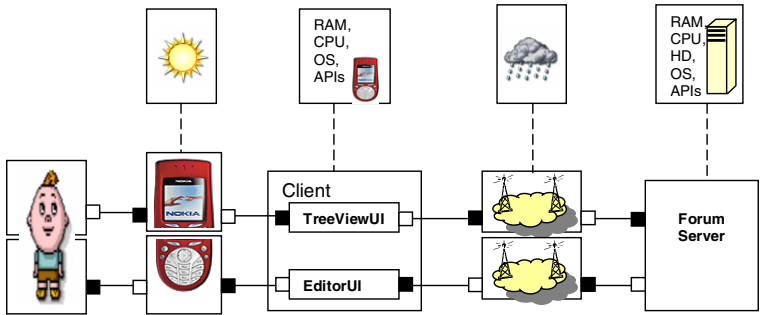 RAM,
CPU,
OS,
APIs
RAM,
CPU,
HD,
OS,
APIs
Client
NOKIA
TreeViewUI
EditorUI
Forum
Server